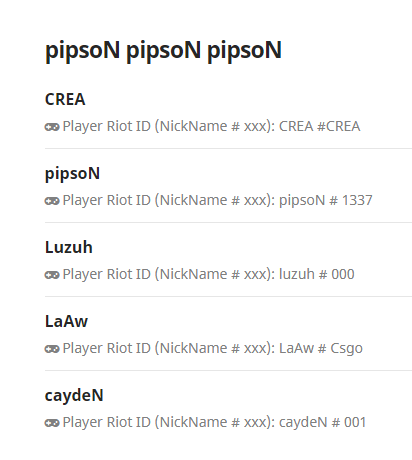 pipsoN pipsoN pipsoN
CREA
Player Riot ID (NickName # xxx): CREA #CREA
pipsoN
Player Riot ID (NickName # xxx): pipsoN # 1337
Luzuh
Player Riot ID (NickName # xxx): luzuh # 000
LaAw
Player Riot ID (NickName # xxx): LaAw # Csgo
caydeN
Player Riot ID (NickName # xxx): caydeN # 001